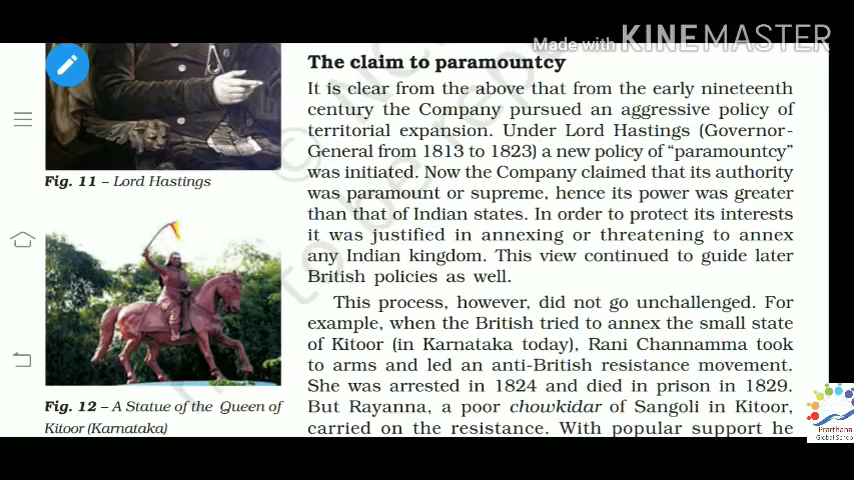 Made with KINEMASTER
The claim to paramountcy
It is clear from the above that from the early nineteenth
century the Company pursued an aggressive policy of
territorial expansion. Under Lord Hastings (Governor-
General from 1813 to 1823) a new policy of “paramountcy”
was initiated. Now the Company claimed that its authority
was paramount or supreme, hence its power was greater
than that of Indian states. In order to protect its interests
it was justified in annexing or threatening to annex
any Indian kingdom. This view continued to guide later
British policies as well.
This process, however, did not go unchallenged. For
example, when the British tried to annex the small state
of Kitoor (in Karnataka today), Rani Channamma took
to arms and led an anti-British resistance movement.
She was arrested in 1824 and died in prison in 1829.
But Rayanna, a poor chowkidar of Sangoli in Kitoor,
carried on the resistance. With popular support he
Fig. 11 – Lord Hastings
Fig. 12 – A Statue of the Queen of
Kitoor (Karnataka)
Prarthana
Global School